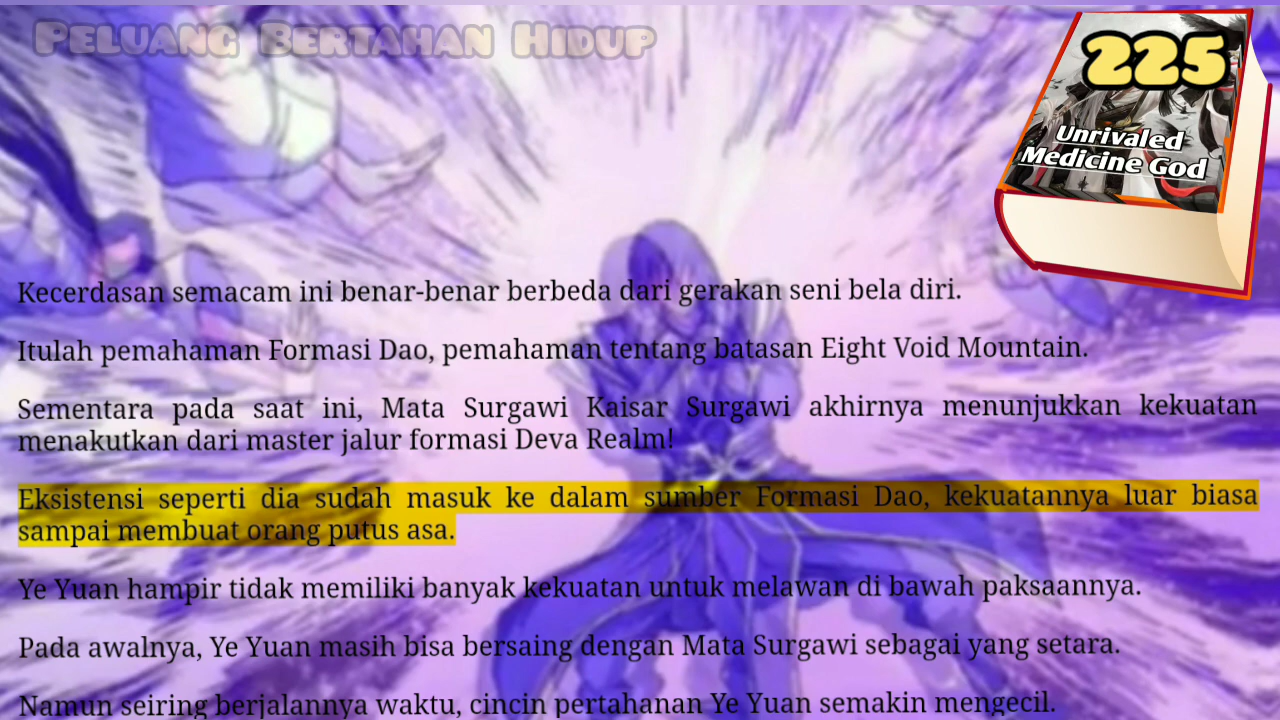 Peluang Bertahan Hidup
225
Unrivaled
Medicine God
Kecerdasan semacam ini benar-benar berbeda dari gerakan seni bela diri.
Itulah pemahaman Formasi Dao, pemahaman tentang batasan Eight Void Mountain.
Sementara pada saat ini, Mata Surgawi Kaisar Surgawi akhirnya menunjukkan kekuatan
menakutkan dari master jalur formasi Deva Realm!
Eksistensi seperti dia sudah masuk ke dalam sumber Formasi Dao, kekuatannya luar biasa
sampai membuat orang putus asa.
Ye Yuan hampir tidak memiliki banyak kekuatan untuk melawan di bawah paksaannya.
Pada awalnya, Ye Yuan masih bisa bersaing dengan Mata Surgawi sebagai yang setara.
Namun seiring berjalannya waktu, cincin pertahanan Ye Yuan semakin mengecil.